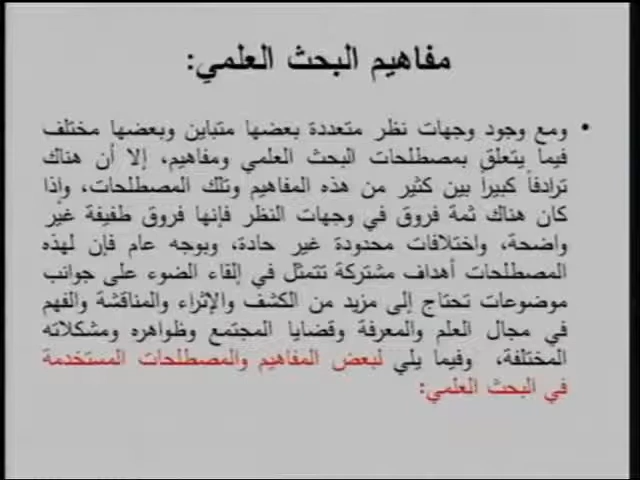 مفاهيم البحث العلمي:
• ومع وجود وجهات نظر متعددة بعضها متباين وبعضها مختلف
فيما يتعلق بمصطلحات البحث العلمي ومفاهيم، إلا أن هناك
ترادفاً كبيراً بين كثير من هذه المفاهيم وتلك المصطلحات، وإذا
كان هناك ثمة فروق في وجهات النظر فإنها فروق طفيفة غير
واضحة، واختلافات محدودة غير حادة، وبوجه عام فإن لهذه
المصطلحات أهداف مشتركة تتمثل في إلقاء الضوء على جوانب
موضوعات تحتاج إلى مزيد من الكشف والإثراء والمناقشة والفهم
في مجال العلم والمعرفة وقضايا المجتمع وظواهره ومشكلاته
المختلفة، وفيما يلي لبعض المفاهيم والمصطلحات المستخدمة
في البحث العلمي: